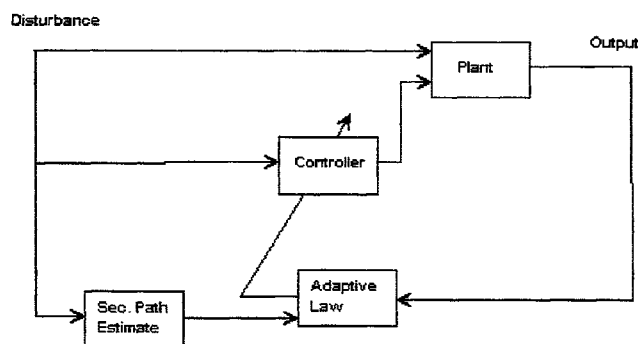 Disturbance
Output
Plant
Controller
Adaptive
Law
Sec. Path
Estimate